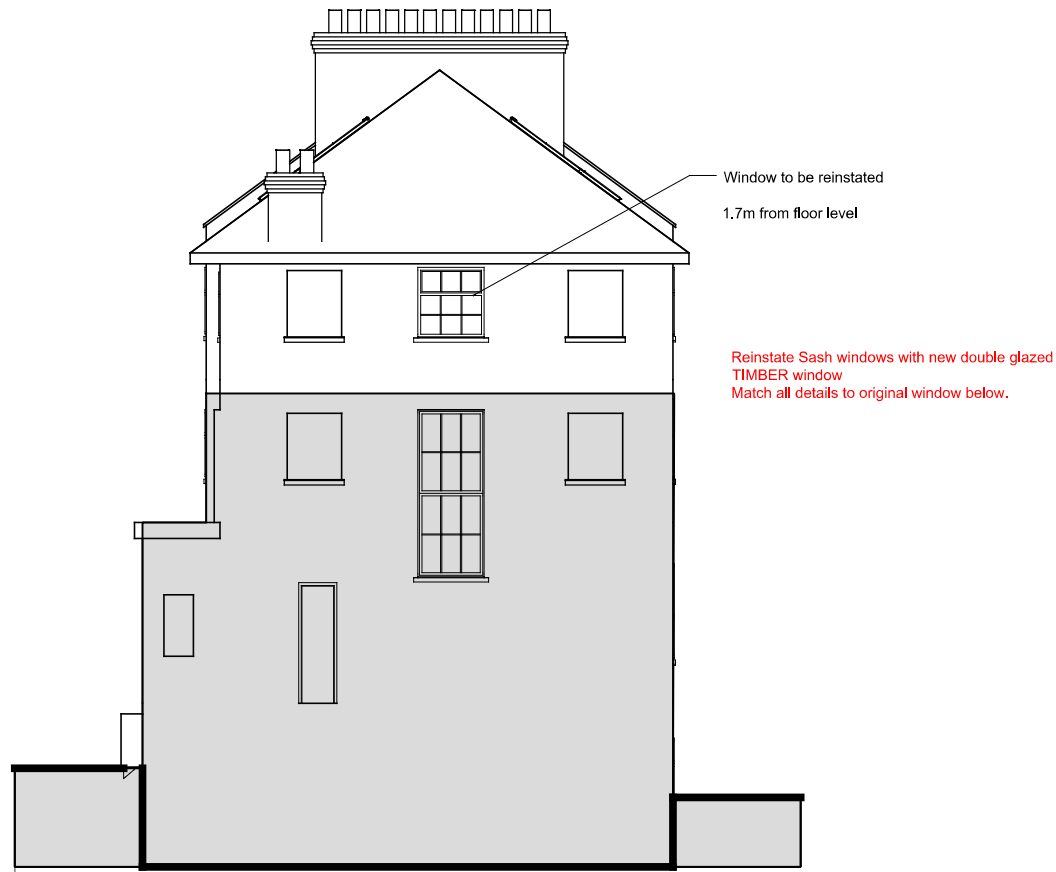 Window to be reinstated
1.7m from floor level
Reinstate Sash windows with new double glazed
TIMBER window
Match all details to original window below.